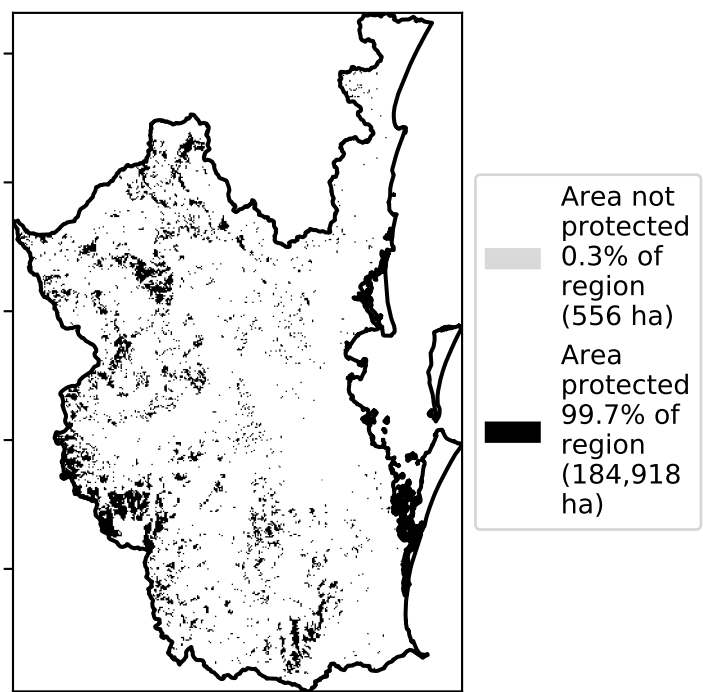 Area not
protected
0.3% of
region
(556 ha)
Area
protected
99.7% of
region
(184,918
ha)